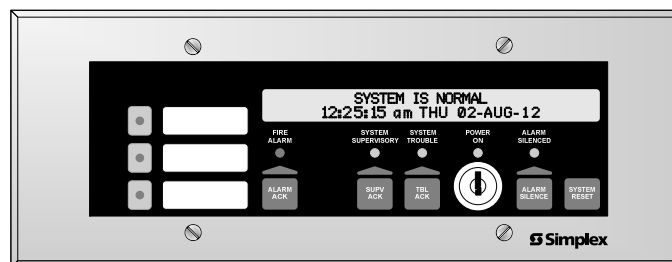 SYSTEM IS NORMAL
12:25:15 am THU 02-AUG-12
FIRE ALARM
SYSTEM SUPERVISORY
SYSTEM TROUBLE
POWER ON
ALARM SILENCED
ALARM ACK
SUPV ACK
TBL ACK
ALARM SILENCE
SYSTEM RESET
Simplex